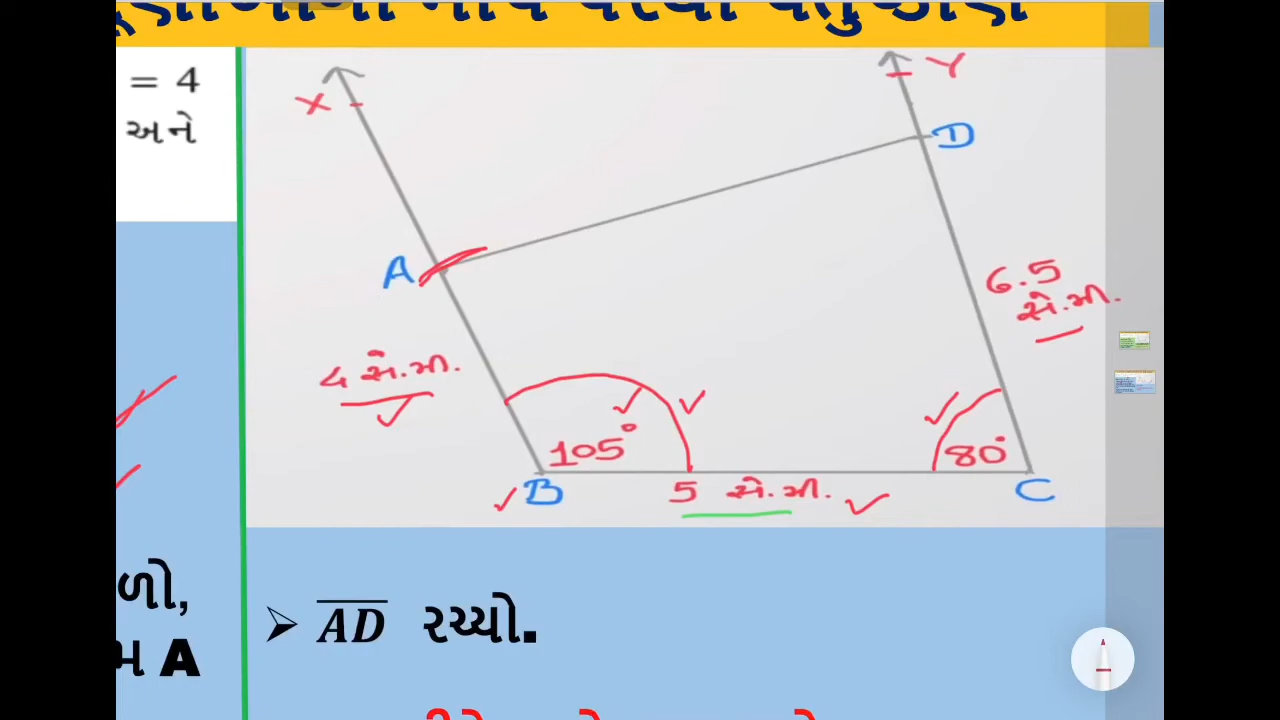 = 4
અને
X
Y
D
A
6.5
સે.મી.
4 સે.મી.
105°
80°
B
5 સે.મી.
C
ળો,
મ A
➢ AD રચ્યો.